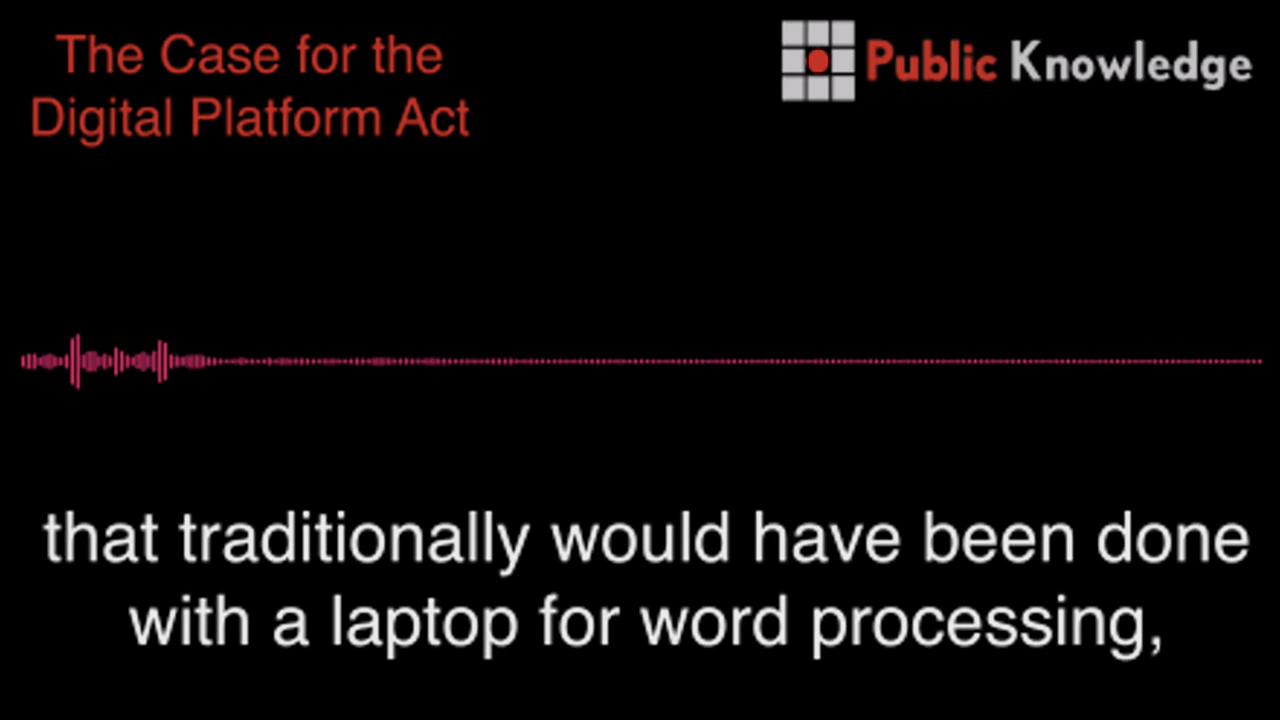 The Case for the
Digital Platform Act
Public Knowledge
that traditionally would have been done
with a laptop for word processing,